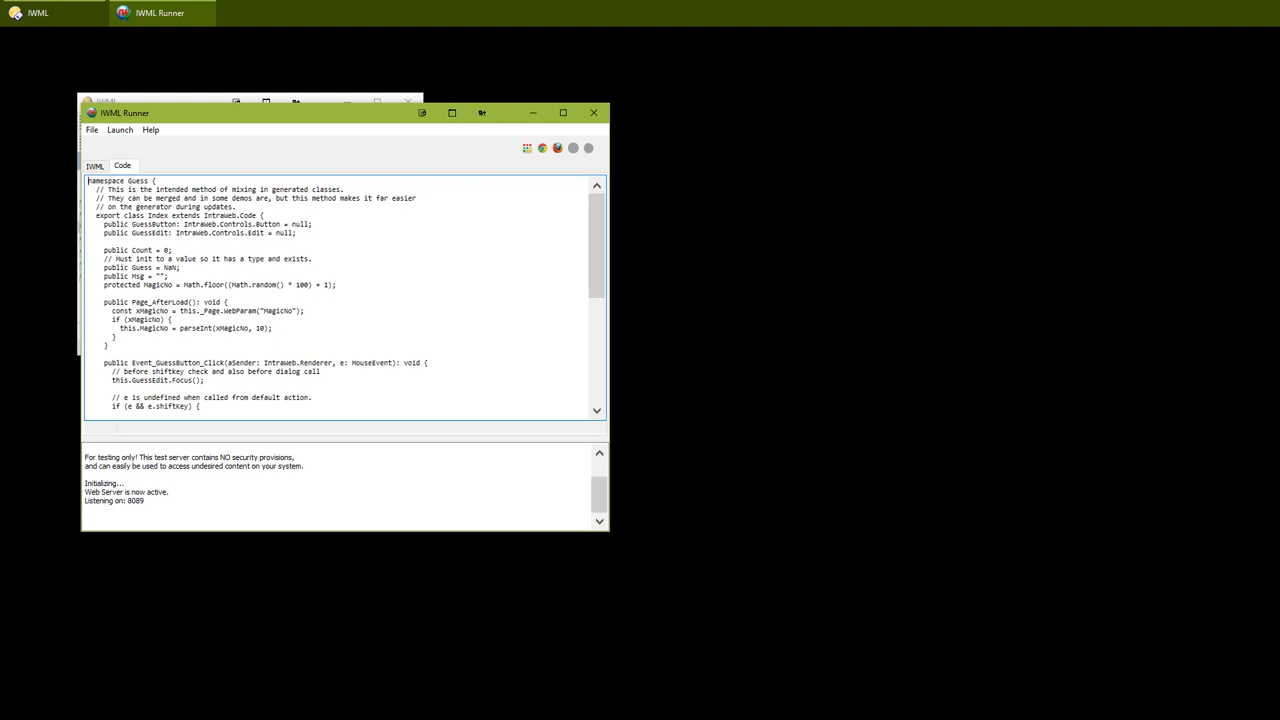 IWML
IWML Runner
IWML
IWML Runner
File Launch Help
IWML Code
namespace Guess {
// This is the intended method of mixing in generated classes.
// They can be merged and in some demos are, but this method makes it far easier
// on the generator during updates.
export class Index extends IntraWeb.Code {
public GuessButton: IntraWeb.Controls.Button = null;
public GuessEdit: IntraWeb.Controls.Edit = null;
public Count = 0;
// Must init to a value so it has a type and exists.
public Guess = NaN;
public Msg = "";
protected MagicNo = Math.floor((Math.random() * 100) + 1);
public Page_AfterLoad(): void {
const xMagicNo = this._Page.WebParam("MagicNo");
if (xMagicNo) {
this.MagicNo = parseInt(xMagicNo, 10);
}
}
public Event_GuessButton_Click(aSender: IntraWeb.Renderer, e: MouseEvent): void {
// before shiftkey check and also before dialog call
this.GuessEdit.Focus();
// e is undefined when called from default action.
if (e && e.shiftKey) {
For testing only! This test server contains NO security provisions,
and can easily be used to access undesired content on your system.
Initializing...
Web Server is now active.
Listening on: 8089